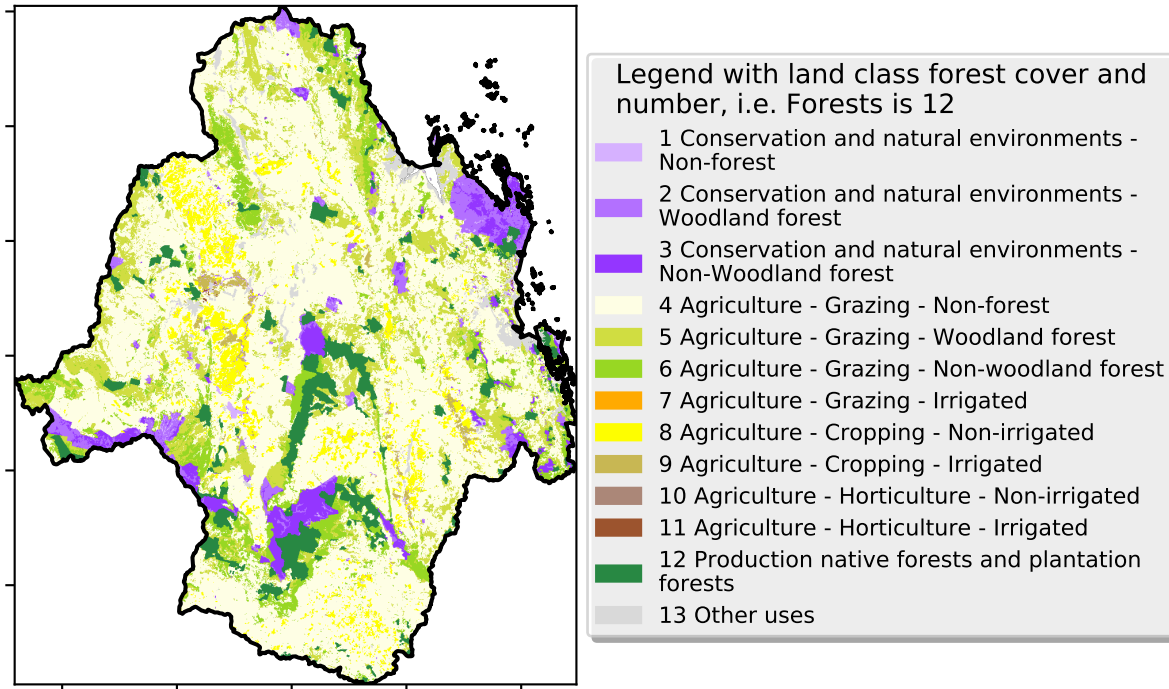 Legend with land class forest cover and
number, i.e. Forests is 12
1 Conservation and natural environments -
Non-forest
2 Conservation and natural environments -
Woodland forest
3 Conservation and natural environments -
Non-Woodland forest
4 Agriculture - Grazing - Non-forest
5 Agriculture - Grazing - Woodland forest
6 Agriculture - Grazing - Non-woodland forest
7 Agriculture - Grazing - Irrigated
8 Agriculture - Cropping - Non-irrigated
9 Agriculture - Cropping - Irrigated
10 Agriculture - Horticulture - Non-irrigated
11 Agriculture - Horticulture - Irrigated
12 Production native forests and plantation
forests
13 Other uses